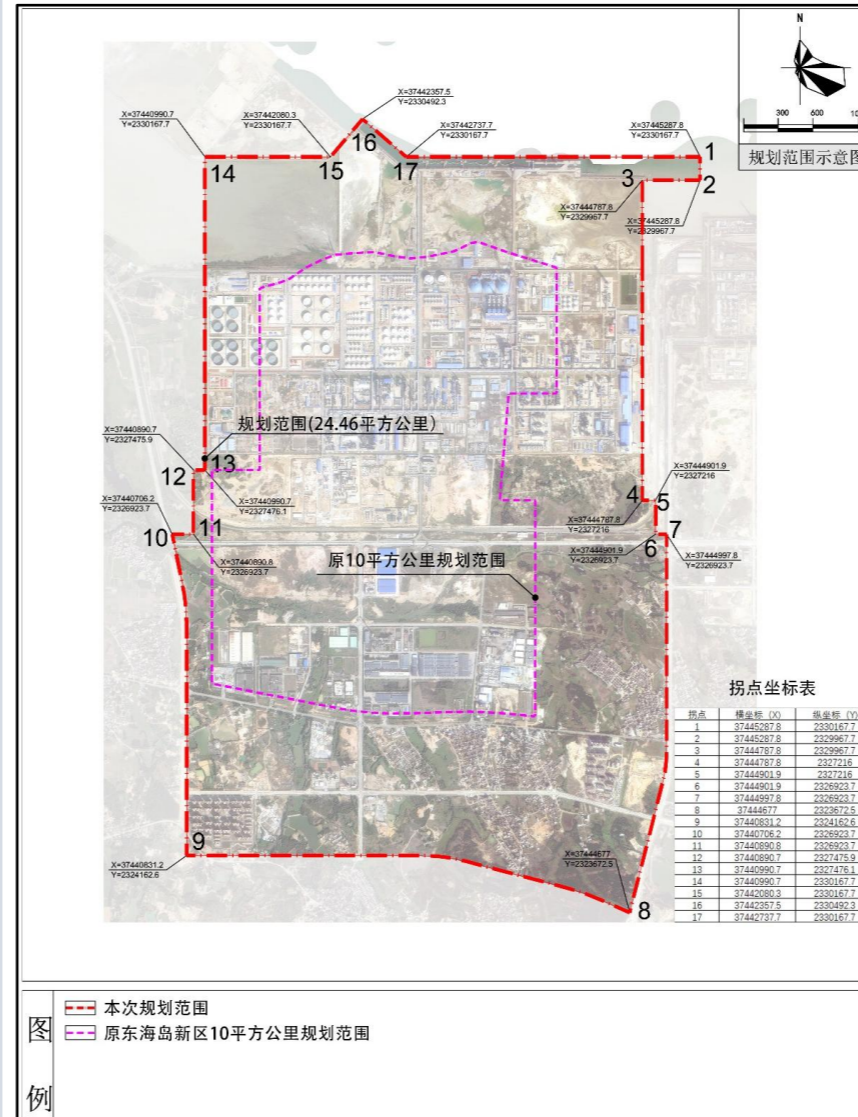 N
300 600
规划范围示意图
X=37442357.5
Y=2330492.3
X=37440990.7
Y=2330167.7
X=37442080.3
Y=2330167.7
X=37442737.7
Y=2330167.7
X=37445287.8
Y=2330167.7
16
14
15
17
1
3
2
X=37444787.8
Y=2329967.7
X=37445287.8
Y=2329967.7
规划范围(24.46平方公里)
X=37440890.7
Y=2327475.9
12
13
X=37440990.7
Y=2327476.1
X=37444901.9
Y=2327216
4
5
X=37440706.2
Y=2326923.7
X=37444787.8
Y=2327216
10
11
6
7
X=37440890.8
Y=2326923.7
原10平方公里规划范围
X=37444901.9
Y=2326923.7
X=37444997.8
Y=2326923.7
拐点坐标表
拐点 横坐标 (X) 纵坐标 (Y)
1 37445287.8 2330167.7
2 37445287.8 2329967.7
3 37444787.8 2329967.7
4 37444787.8 2327216
5 37444901.9 2327216
6 37444901.9 2326923.7
7 37444997.8 2326923.7
8 37444677 2323672.5
9 37440831.2 2324162.6
10 37440706.2 2326923.7
11 37440890.8 2326923.7
12 37440890.7 2327475.9
13 37440990.7 2327476.1
14 37440990.7 2330167.7
15 37442080.3 2330167.7
16 37442357.5 2330492.3
17 37442737.7 2330167.7
9
X=37440831.2
Y=2324162.6
X=37444677
Y=2323672.5
8
图例
本次规划范围
原东海岛新区10平方公里规划范围